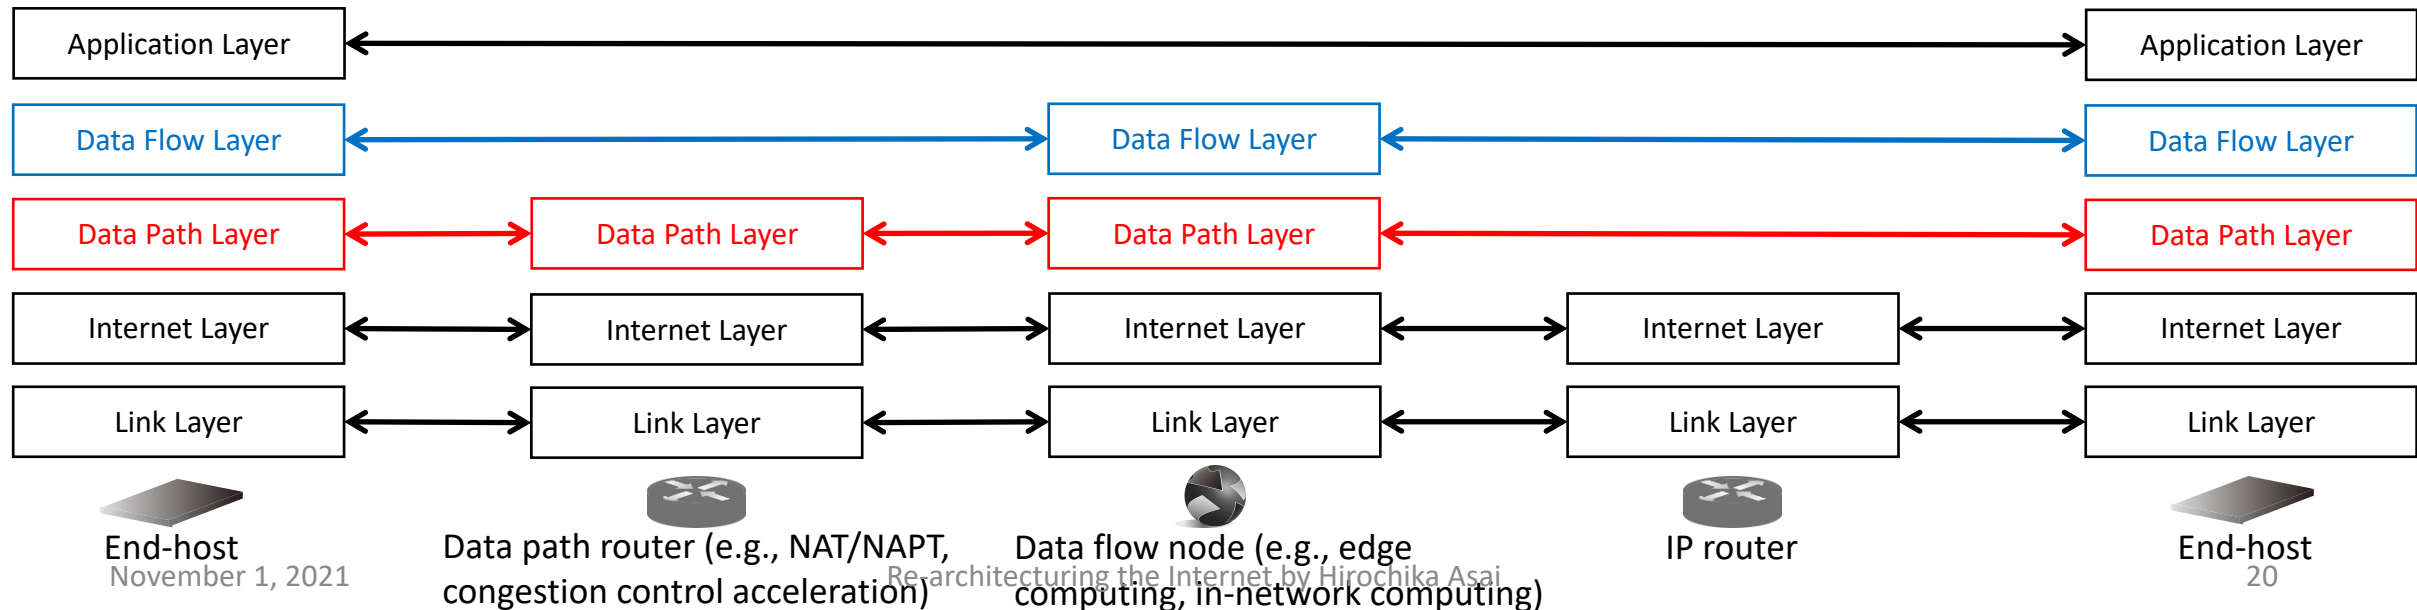 Application Layer
Application Layer
Data Flow Layer
Data Flow Layer
Data Flow Layer
Data Path Layer
Data Path Layer
Data Path Layer
Data Path Layer
Internet Layer
Internet Layer
Internet Layer
Internet Layer
Internet Layer
Link Layer
Link Layer
Link Layer
Link Layer
Link Layer
End-host
Data path router (e.g., NAT/NAPT,
congestion control acceleration)
Data flow node (e.g., edge
computing, in-network computing)
IP router
End-host
November 1, 2021
Re-architecturing the Internet by Hirochika Asai
20